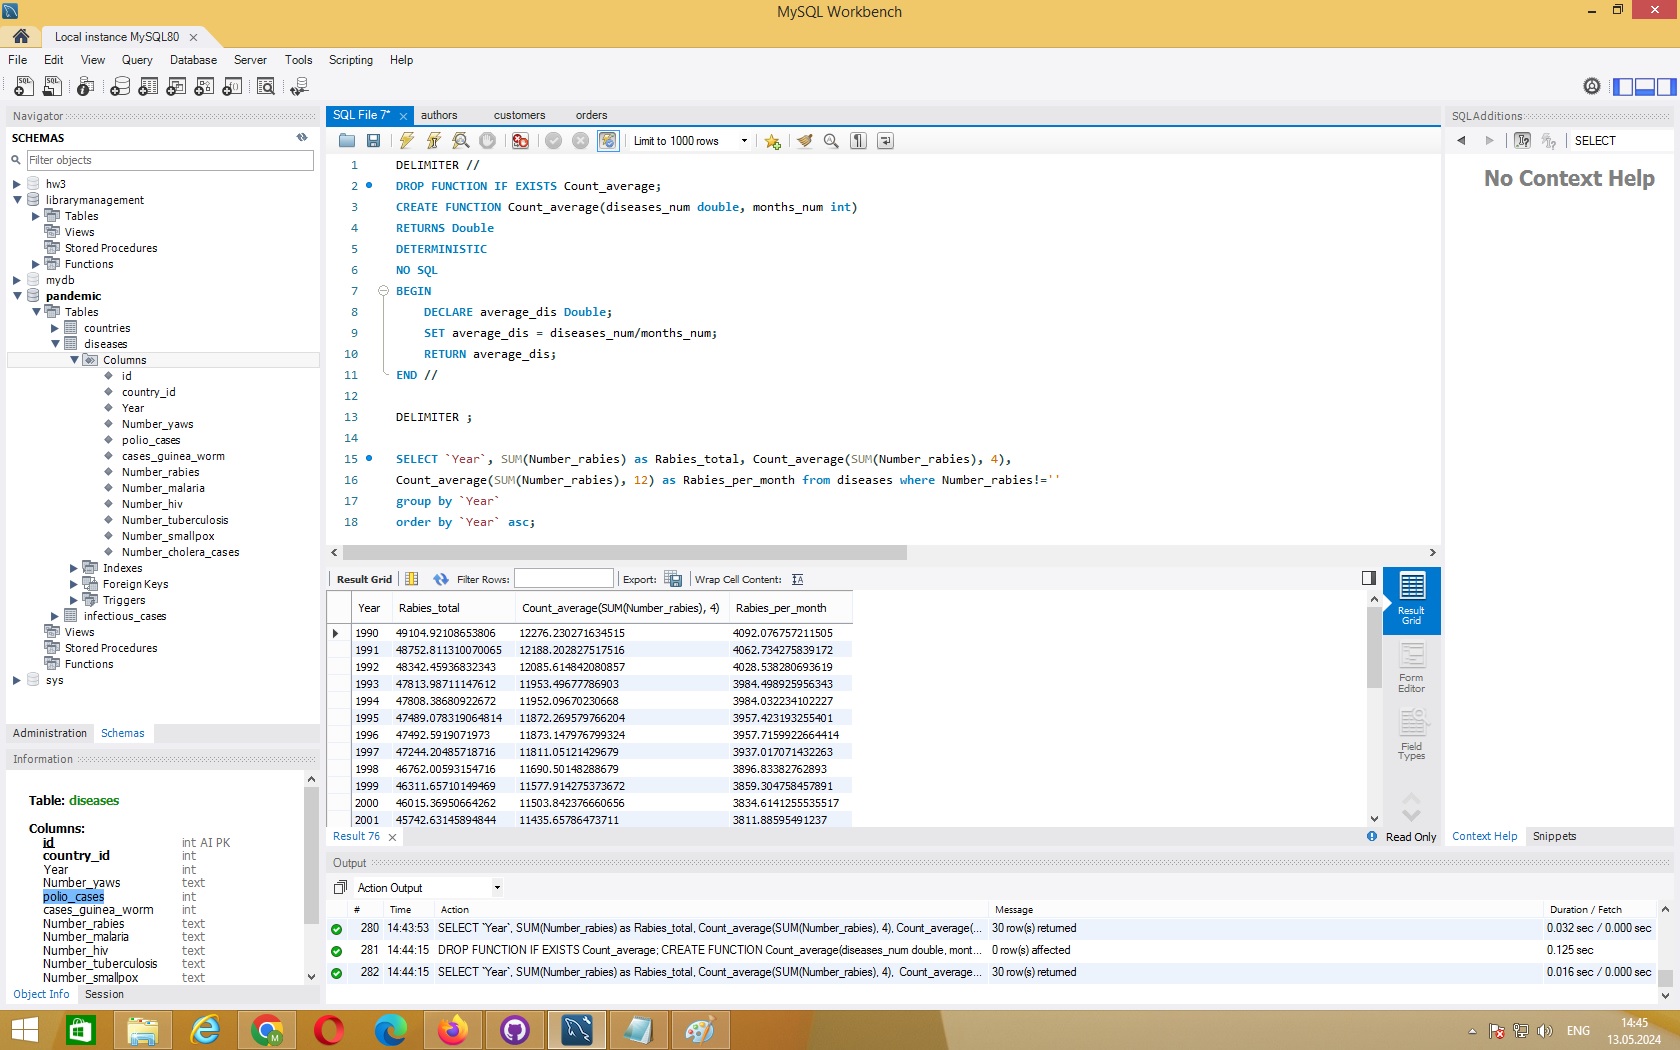 MySQL Workbench
Local instance MySQL80
File Edit View Query Database Server Tools Scripting Help
Navigator
SCHEMAS
Filter objects
hw3
librarymanagement
Tables
Views
Stored Procedures
Functions
mydb
pandemic
Tables
countries
diseases
Columns
id
country_id
Year
Number_yaws
polio_cases
cases_guinea_worm
Number_rabies
Number_malaria
Number_hiv
Number_tuberculosis
Number_smallpox
Number_cholera_cases
Indexes
Foreign Keys
Triggers
infectious_cases
Views
Stored Procedures
Functions
sys
Administration Schemas
Information
Table: diseases
Columns:
id int AI PK
country_id int
Year int
Number_yaws text
polio_cases int
cases_guinea_worm int
Number_rabies text
Number_malaria text
Number_hiv text
Number_tuberculosis text
Number_smallpox text
Object Info Session
SQL File 7* authors customers orders
Limit to 1000 rows
1 DELIMITER //
2 DROP FUNCTION IF EXISTS Count_average;
3 CREATE FUNCTION Count_average(diseases_num double, months_num int)
4 RETURNS Double
5 DETERMINISTIC
6 NO SQL
7 BEGIN
8 DECLARE average_dis Double;
9 SET average_dis = diseases_num/months_num;
10 RETURN average_dis;
11 END //
12
13 DELIMITER ;
14
15 SELECT `Year`, SUM(Number_rabies) as Rabies_total, Count_average(SUM(Number_rabies), 4),
16 Count_average(SUM(Number_rabies), 12) as Rabies_per_month from diseases where Number_rabies!=''
17 group by `Year`
18 order by `Year` asc;
Result Grid Filter Rows: Export: Wrap Cell Content:
Year Rabies_total Count_average(SUM(Number_rabies), 4) Rabies_per_month
1990 49104.92108653806 12276.230271634515 4092.076757211505
1991 48752.811310070065 12188.202827517516 4062.734275839172
1992 48342.45936832343 12085.614842080857 4028.538280693619
1993 47813.98711147612 11953.49677786903 3984.498925956343
1994 47808.38680922672 11952.09670230668 3984.032234102227
1995 47489.078319064814 11872.269579766204 3957.423193255401
1996 47492.5919071973 11873.147976799324 3957.7159922664414
1997 47244.20485718716 11811.05121429679 3937.017071432263
1998 46762.00593154716 11690.50148288679 3896.83382762893
1999 46311.65710149469 11577.914275373672 3859.304758457891
2000 46015.36950664262 11503.842376660656 3834.6141255535517
2001 45742.63145894844 11435.65786473711 3811.88595491237
Result Grid
Form Editor
Field Types
Result 76 Read Only
Output
Action Output
# Time Action Message Duration / Fetch
280 14:43:53 SELECT `Year`, SUM(Number_rabies) as Rabies_total, Count_average(SUM(Number_rabies), 4), Count_average(... 30 row(s) returned 0.032 sec / 0.000 sec
281 14:44:15 DROP FUNCTION IF EXISTS Count_average; CREATE FUNCTION Count_average(diseases_num double, mont... 0 row(s) affected 0.125 sec
282 14:44:15 SELECT `Year`, SUM(Number_rabies) as Rabies_total, Count_average(SUM(Number_rabies), 4), Count_average... 30 row(s) returned 0.016 sec / 0.000 sec
SQLAdditions
SELECT
No Context Help
Context Help Snippets
ENG
14:45
13.05.2024